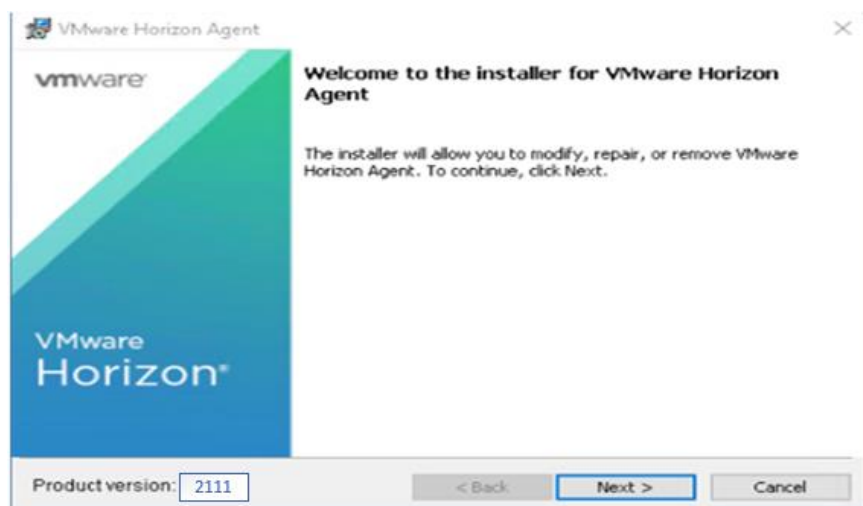 VMware Horizon Agent
vmware
Welcome to the installer for VMware Horizon
Agent
The installer will allow you to modify, repair, or remove VMware
Horizon Agent. To continue, click Next.
VMware
Horizon®
Product version: 2111
< Back
Next >
Cancel